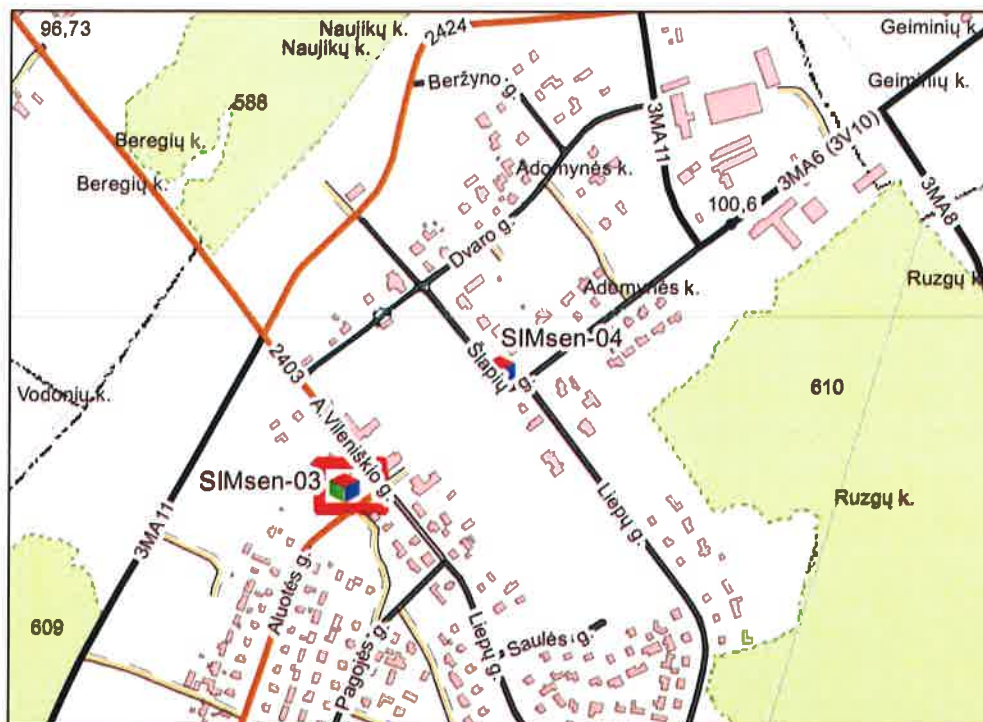 96,73
Naujikų k.
Naujikų k.
2424
Geiminių k.
Geiminių k.
588
Beržyno g.
3MA11
3MA6 (3V10)
Beregių k.
Beregių k.
Adomynės k.
100,6
3MA8
Dvaro g.
Adomynės k.
Ruzgų k.
2403
SIMsen-04
Šlapių g.
Vodonių k.
610
A.Vileniškio g.
SIMsen-03
Liepų g.
Ruzgų k.
3MA11
Aluotės g.
609
Pagojės g.
Liepų g.
Saulės g.